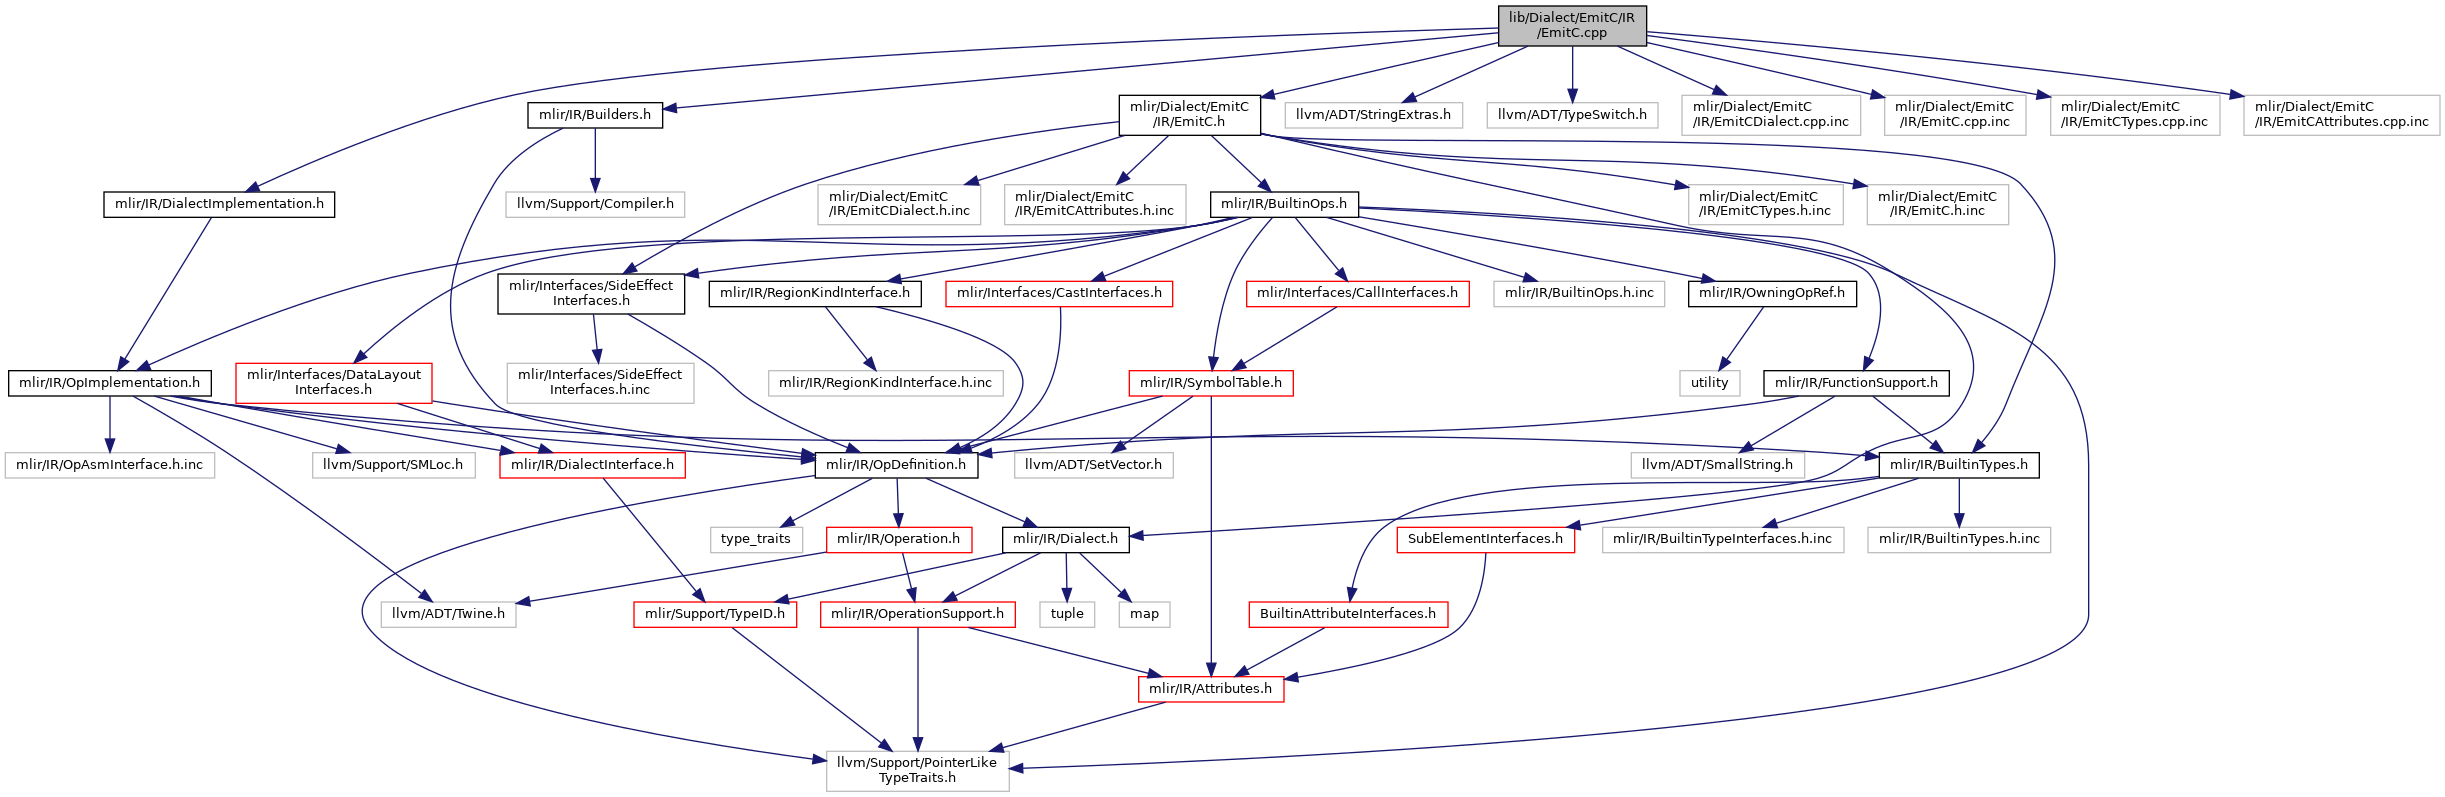 lib/Dialect/EmitC/IR
/EmitC.cpp
mlir/IR/Builders.h
mlir/Dialect/EmitC
/IR/EmitC.h
llvm/ADT/StringExtras.h
llvm/ADT/TypeSwitch.h
mlir/Dialect/EmitC
/IR/EmitCDialect.cpp.inc
mlir/Dialect/EmitC
/IR/EmitC.cpp.inc
mlir/Dialect/EmitC
/IR/EmitCTypes.cpp.inc
mlir/Dialect/EmitC
/IR/EmitCAttributes.cpp.inc
mlir/IR/DialectImplementation.h
llvm/Support/Compiler.h
mlir/Dialect/EmitC
/IR/EmitCDialect.h.inc
mlir/Dialect/EmitC
/IR/EmitCAttributes.h.inc
mlir/IR/BuiltinOps.h
mlir/Dialect/EmitC
/IR/EmitCTypes.h.inc
mlir/Dialect/EmitC
/IR/EmitC.h.inc
mlir/Interfaces/SideEffect
Interfaces.h
mlir/IR/RegionKindInterface.h
mlir/Interfaces/CastInterfaces.h
mlir/Interfaces/CallInterfaces.h
mlir/IR/BuiltinOps.h.inc
mlir/IR/OwningOpRef.h
mlir/IR/OpImplementation.h
mlir/Interfaces/DataLayout
Interfaces.h
mlir/Interfaces/SideEffect
Interfaces.h.inc
mlir/IR/RegionKindInterface.h.inc
mlir/IR/SymbolTable.h
utility
mlir/IR/FunctionSupport.h
mlir/IR/OpAsmInterface.h.inc
llvm/Support/SMLoc.h
mlir/IR/DialectInterface.h
mlir/IR/OpDefinition.h
llvm/ADT/SetVector.h
llvm/ADT/SmallString.h
mlir/IR/BuiltinTypes.h
type_traits
mlir/IR/Operation.h
mlir/IR/Dialect.h
SubElementInterfaces.h
mlir/IR/BuiltinTypeInterfaces.h.inc
mlir/IR/BuiltinTypes.h.inc
llvm/ADT/Twine.h
mlir/Support/TypeID.h
mlir/IR/OperationSupport.h
tuple
map
BuiltinAttributeInterfaces.h
mlir/IR/Attributes.h
llvm/Support/PointerLike
TypeTraits.h